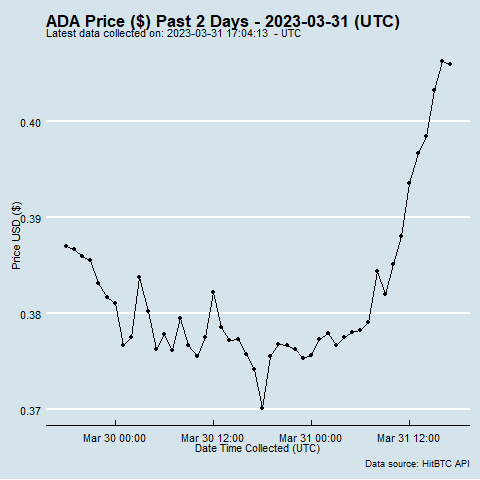 ADA Price ($) Past 2 Days - 2023-03-31 (UTC)
Latest data collected on: 2023-03-31 17:04:13 - UTC
0.40
0.39
Price USD ($)
0.38
0.37
Mar 30 00:00 Mar 30 12:00 Mar 31 00:00 Mar 31 12:00
Date Time Collected (UTC)
Data source: HitBTC API